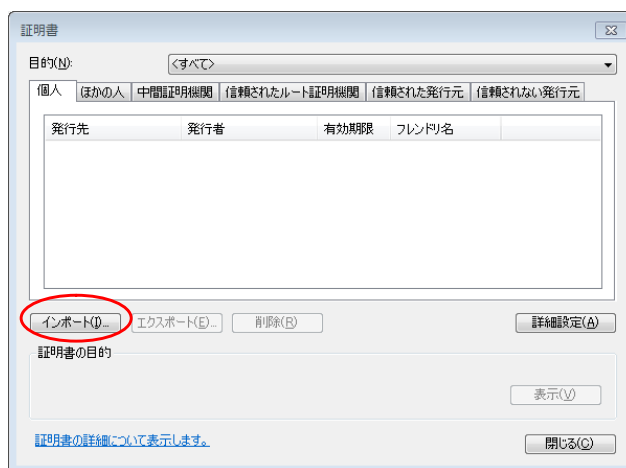 証明書
目的(N): <すべて>
個人 ほかの人 中間証明機関 信頼されたルート証明機関 信頼された発行元 信頼されない発行元
発行先 発行者 有効期限 フレンドリ名
インポート(I)... エクスポート(E)... 削除(R) 詳細設定(A)
証明書の目的
表示(V)
証明書の詳細について表示します。
閉じる(C)